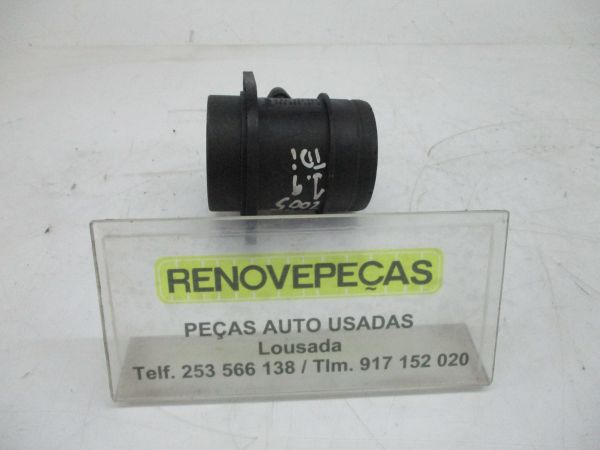 TDi
1.9
2005
RENOVEPEÇAS
PEÇAS AUTO USADAS
Lousada
Telf. 253 566 138 / Tlm. 917 152 020